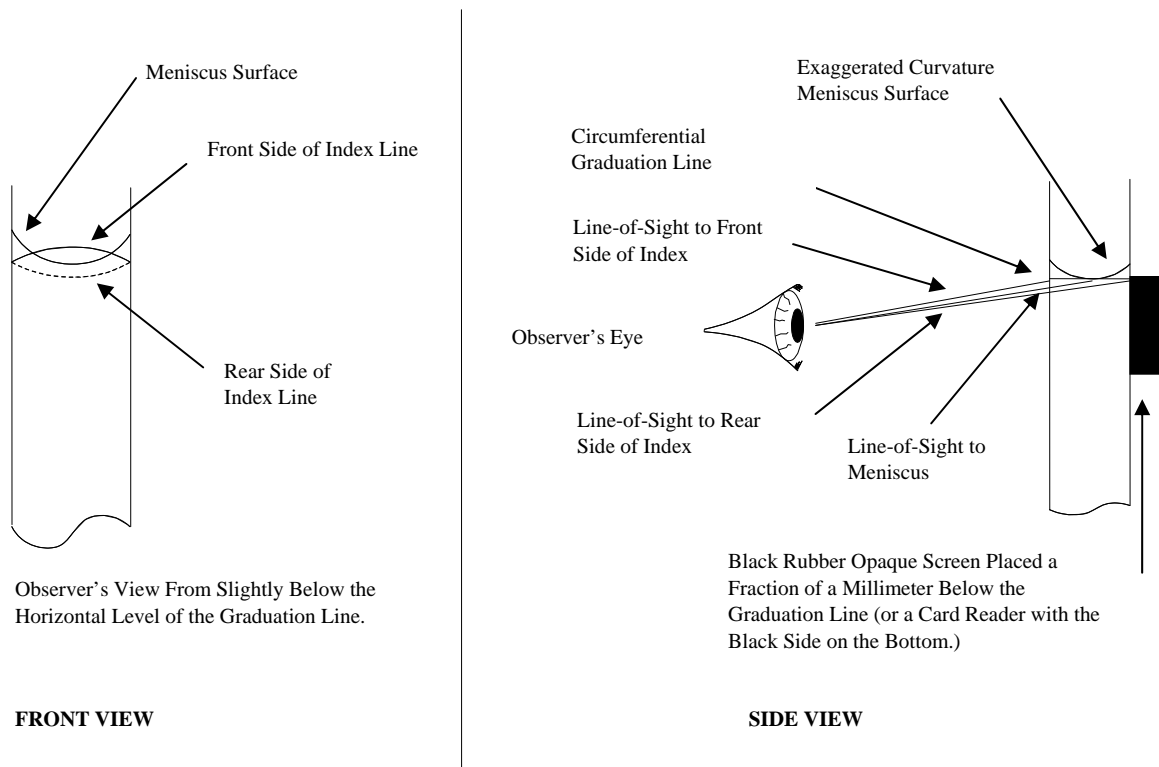 Meniscus Surface
Front Side of Index Line
Rear Side of
Index Line
Observer’s View From Slightly Below the
Horizontal Level of the Graduation Line.
FRONT VIEW
Exaggerated Curvature
Meniscus Surface
Circumferential
Graduation Line
Line-of-Sight to Front
Side of Index
Observer’s Eye
Line-of-Sight to Rear
Side of Index
Line-of-Sight to
Meniscus
Black Rubber Opaque Screen Placed a
Fraction of a Millimeter Below the
Graduation Line (or a Card Reader with the
Black Side on the Bottom.)
SIDE VIEW